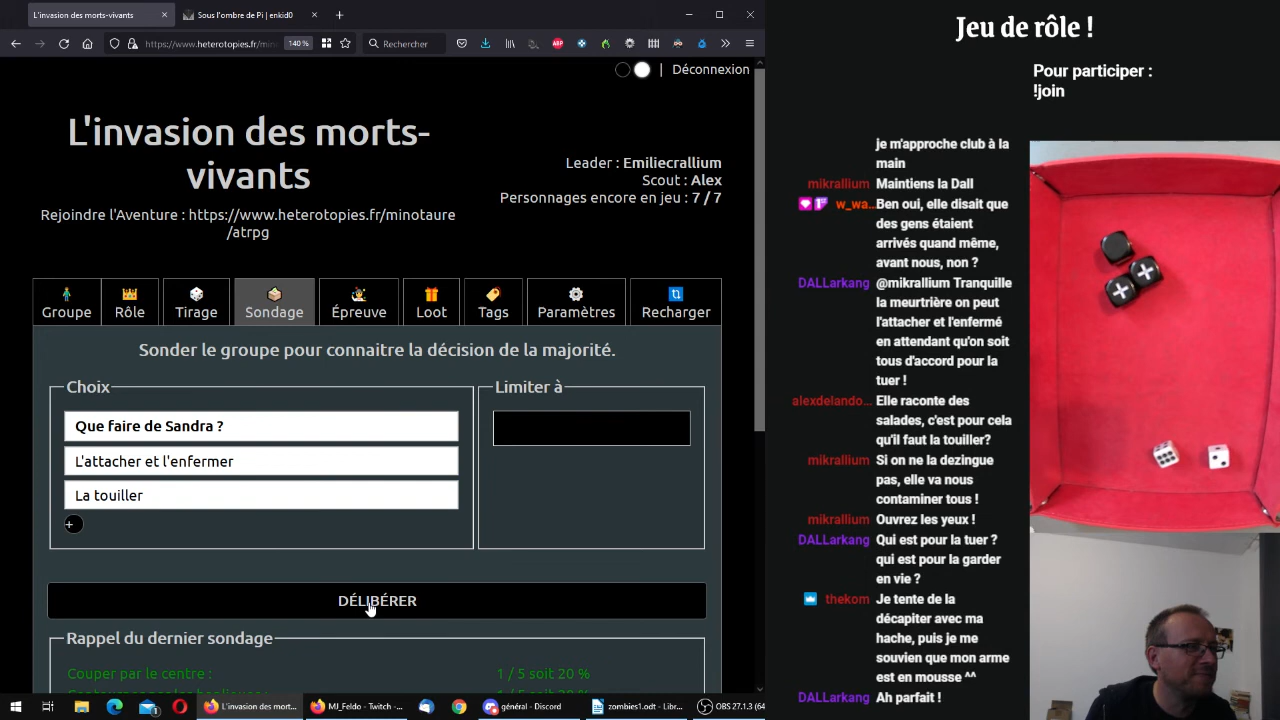 L'invasion des morts-vivants
Sous l'ombre de Pi | enkid0
https://www.heterotopies.fr/mino
140 %
Rechercher
ABP
Déconnexion
L'invasion des morts-
vivants
Rejoindre l'Aventure : https://www.heterotopies.fr/minotaure
/atrpg
Leader : Emiliecrallium
Scout : Alex
Personnages encore en jeu : 7 / 7
Groupe
Rôle
Tirage
Sondage
Épreuve
Loot
Tags
Paramètres
Recharger
Sonder le groupe pour connaitre la décision de la majorité.
Choix
Que faire de Sandra ?
L'attacher et l'enfermer
La touiller
+
Limiter à
DÉLIBÉRER
Rappel du dernier sondage
Couper par le centre :
1 / 5 soit 20 %
L'invasion des mort...
MJ_Feldo - Twitch -...
général - Discord
zombies1.odt - Libr...
OBS 27.1.3 (64
Jeu de rôle !
Pour participer :
!join
je m'approche club à la
main
mikrallium Maintiens la Dall
w_wa... Ben oui, elle disait que
des gens étaient
arrivés quand même,
avant nous, non ?
DALLarkang @mikrallium Tranquille
la meurtrière on peut
l'attacher et l'enfermé
en attendant qu'on soit
tous d'accord pour la
tuer !
alexdelando... Elle raconte des
salades, c'est pour cela
qu'il faut la touiller?
mikrallium Si on ne la dezingue
pas, elle va nous
contaminer tous !
mikrallium Ouvrez les yeux !
DALLarkang Qui est pour la tuer ?
qui est pour la garder
en vie ?
thekom Je tente de la
décapiter avec ma
hache, puis je me
souvien que mon arme
est en mousse ^^
DALLarkang Ah parfait !